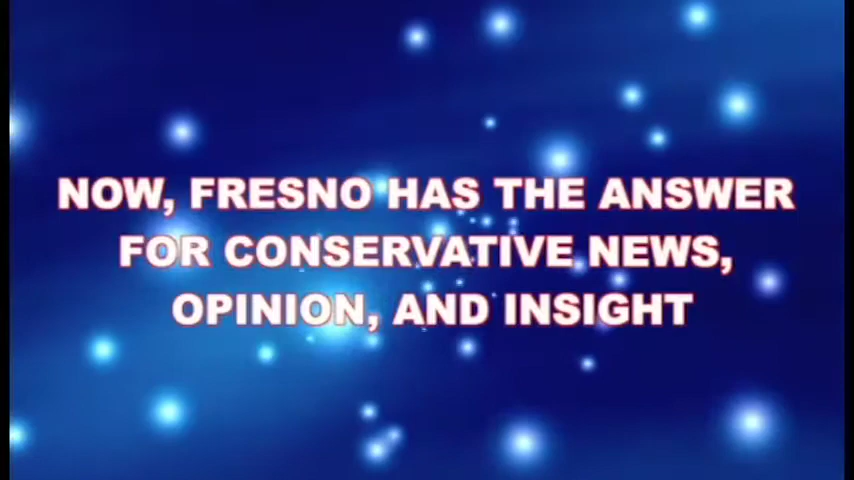 NOW, FRESNO HAS THE ANSWER
FOR CONSERVATIVE NEWS,
OPINION, AND INSIGHT